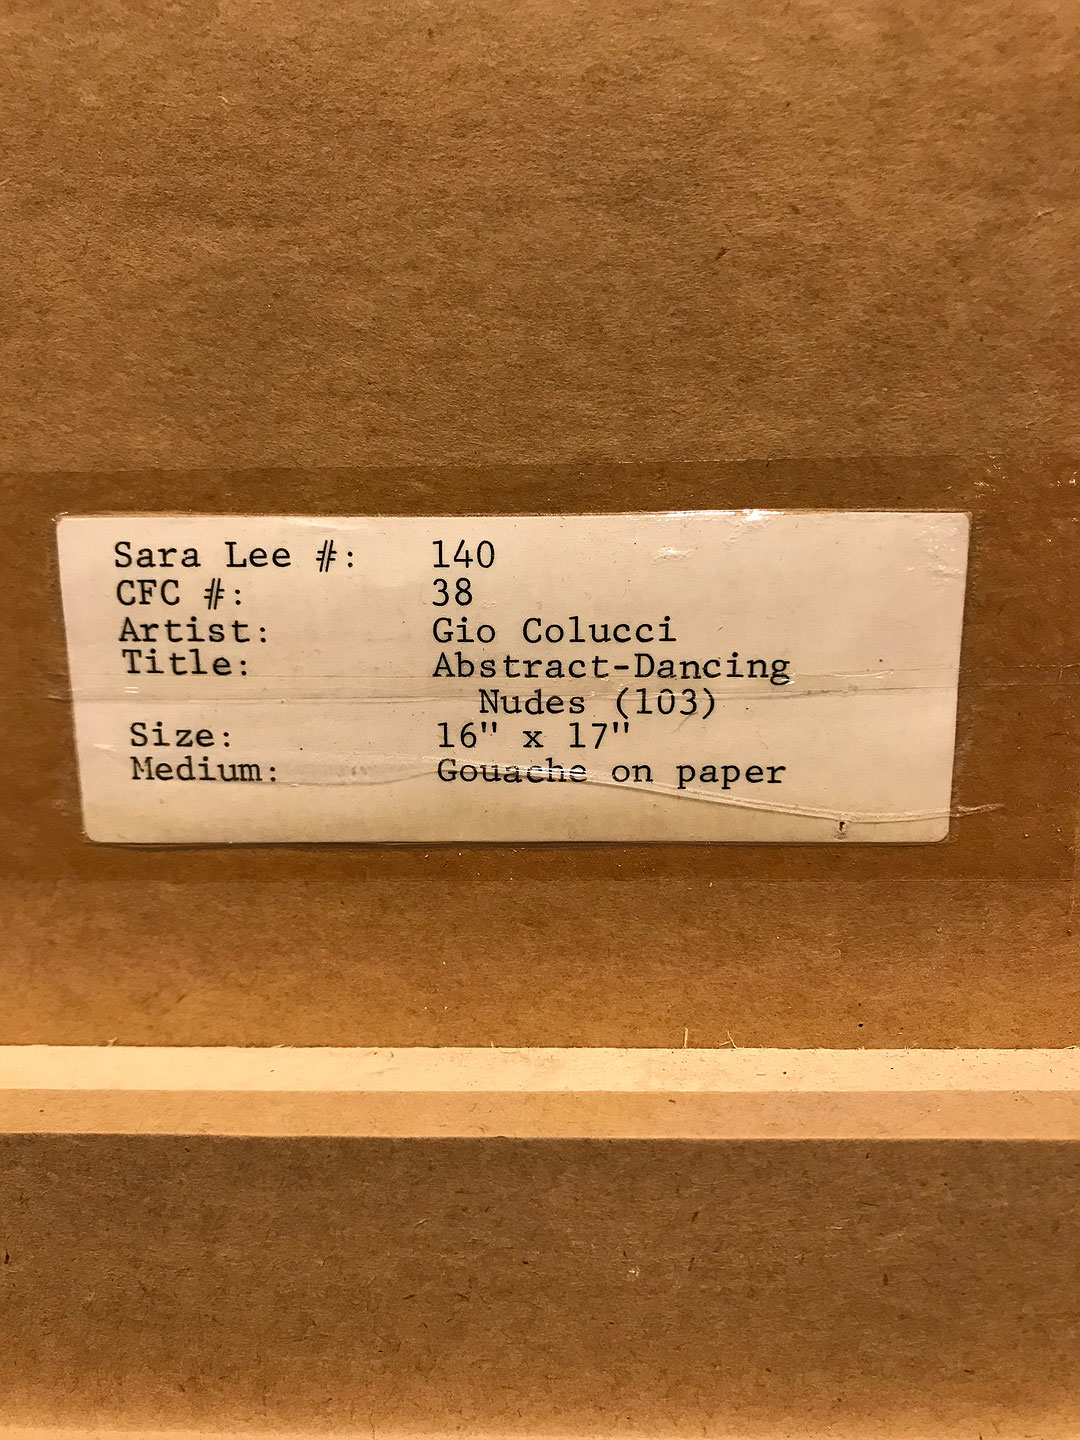 Sara Lee #: 140
CFC #: 38
Artist: Gio Colucci
Title: Abstract-Dancing
Nudes (103)
Size: 16" x 17"
Medium: Gouache on paper